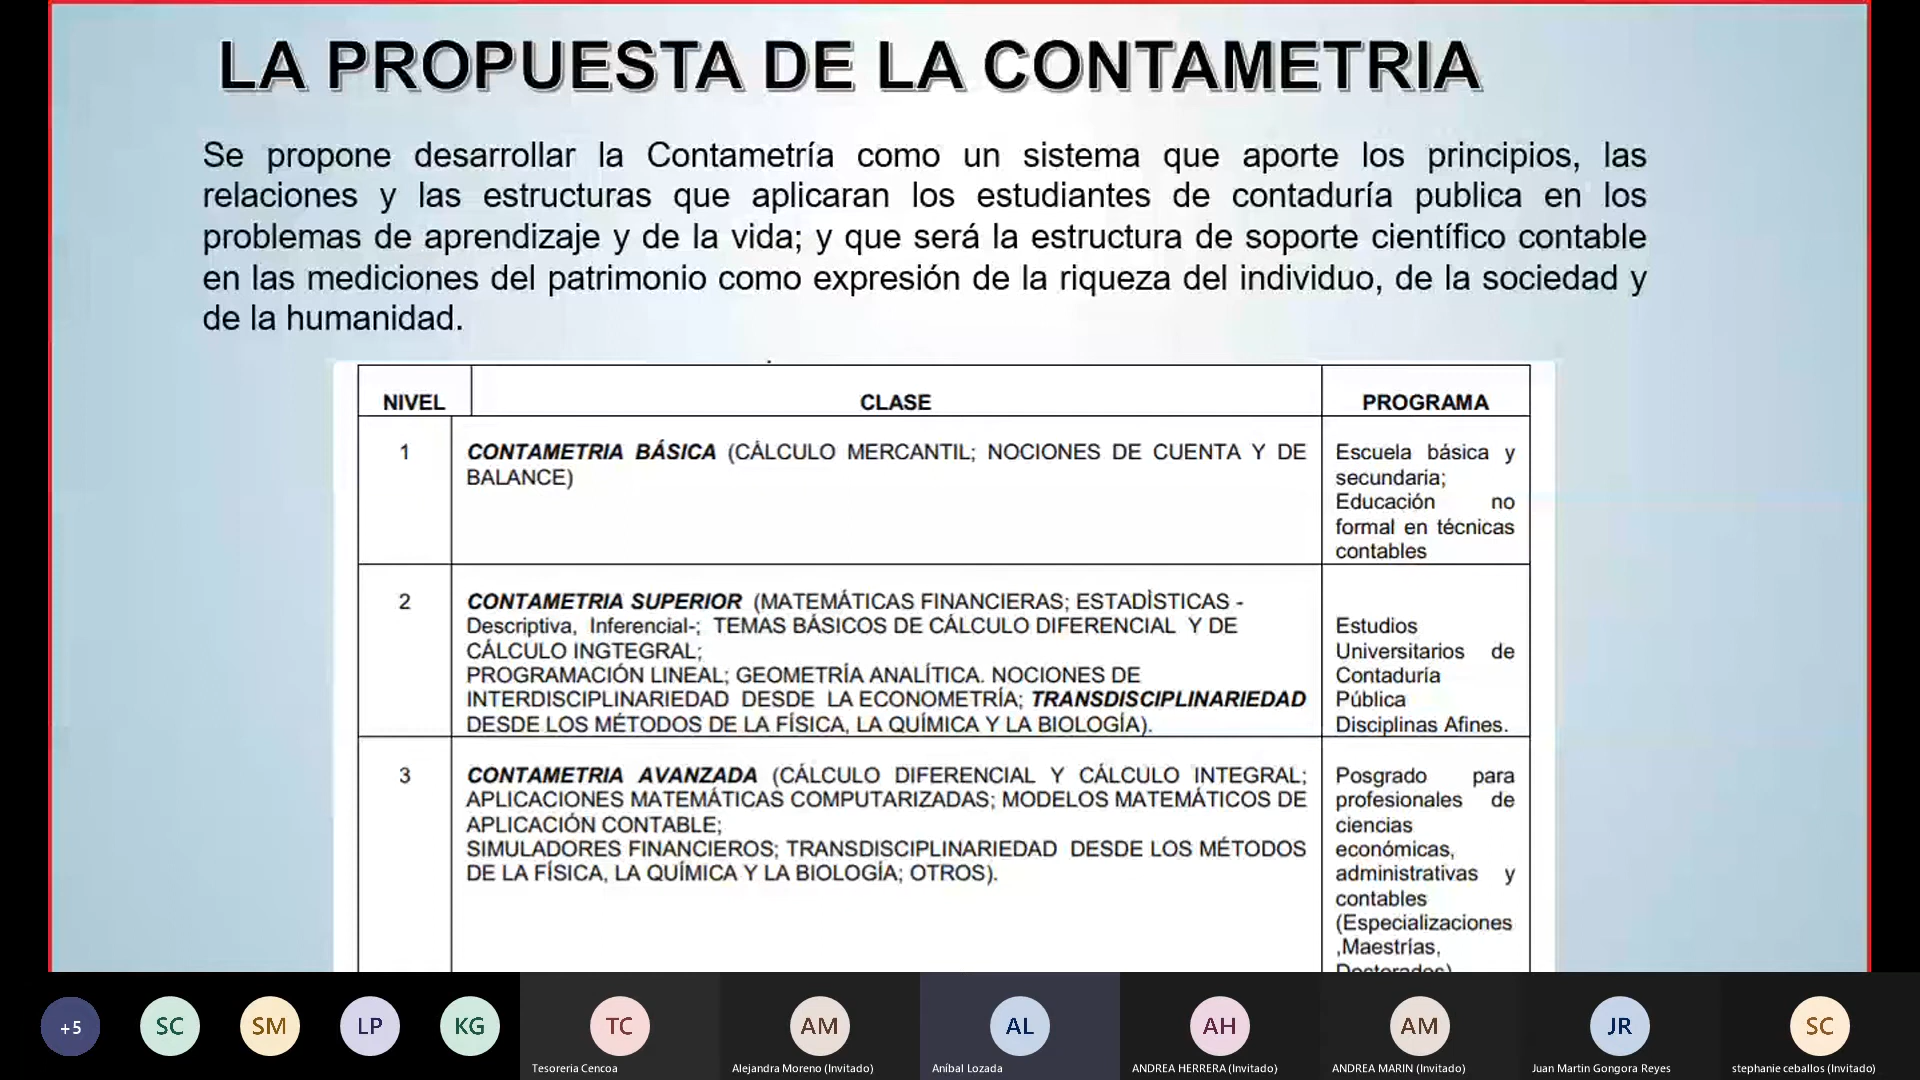 LA PROPUESTA DE LA CONTAMETRIA
Se propone desarrollar la Contametría como un sistema que aporte los principios, las
relaciones y las estructuras que aplicaran los estudiantes de contaduría publica en los
problemas de aprendizaje y de la vida; y que será la estructura de soporte científico contable
en las mediciones del patrimonio como expresión de la riqueza del individuo, de la sociedad y
de la humanidad.
NIVEL
CLASE
PROGRAMA
1
CONTAMETRIA BÁSICA (CÁLCULO MERCANTIL; NOCIONES DE CUENTA Y DE
BALANCE)
Escuela básica y
secundaria;
Educación no
formal en técnicas
contables
2
CONTAMETRIA SUPERIOR (MATEMÁTICAS FINANCIERAS; ESTADÌSTICAS -
Descriptiva, Inferencial-; TEMAS BÁSICOS DE CÁLCULO DIFERENCIAL Y DE
CÁLCULO INGTEGRAL;
PROGRAMACIÓN LINEAL; GEOMETRÍA ANALÍTICA. NOCIONES DE
INTERDISCIPLINARIEDAD DESDE LA ECONOMETRÍA; TRANSDISCIPLINARIEDAD
DESDE LOS MÉTODOS DE LA FÍSICA, LA QUÍMICA Y LA BIOLOGÍA).
Estudios
Universitarios de
Contaduría
Pública
Disciplinas Afines.
3
CONTAMETRIA AVANZADA (CÁLCULO DIFERENCIAL Y CÁLCULO INTEGRAL;
APLICACIONES MATEMÁTICAS COMPUTARIZADAS; MODELOS MATEMÁTICOS DE
APLICACIÓN CONTABLE;
SIMULADORES FINANCIEROS; TRANSDISCIPLINARIEDAD DESDE LOS MÉTODOS
DE LA FÍSICA, LA QUÍMICA Y LA BIOLOGÍA; OTROS).
Posgrado para
profesionales de
ciencias
económicas,
administrativas y
contables
(Especializaciones
,Maestrías,
Doctorados)
+5
SC
SM
LP
KG
TC
AM
AL
AH
AM
JR
SC
Tesoreria Cencoa
Alejandra Moreno (Invitado)
Aníbal Lozada
ANDREA HERRERA (Invitado)
ANDREA MARIN (Invitado)
Juan Martin Gongora Reyes
stephanie ceballos (Invitado)